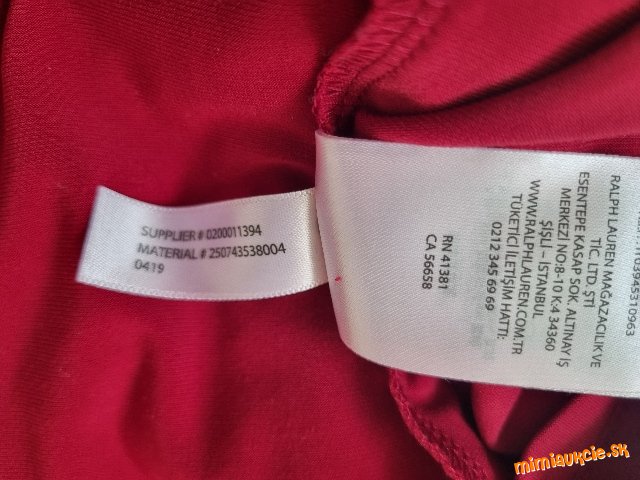 SUPPLIER # 0200011394
MATERIAL # 250743538004
0419
RN 41381
CA 56658
RALPH LAUREN MAGAZACILIK VE
TİC. LTD. ŞTİ
ESENTEPE KASAP SOK. ALTINAY İŞ
MERKEZİ NO:8-10 K:4 34360
ŞİŞLİ – İSTANBUL
WWW.RALPHLAUREN.COM.TR
TÜKETİCİ İLETİŞİM HATTI:
0212 345 69 69
mimiaukcie.sk